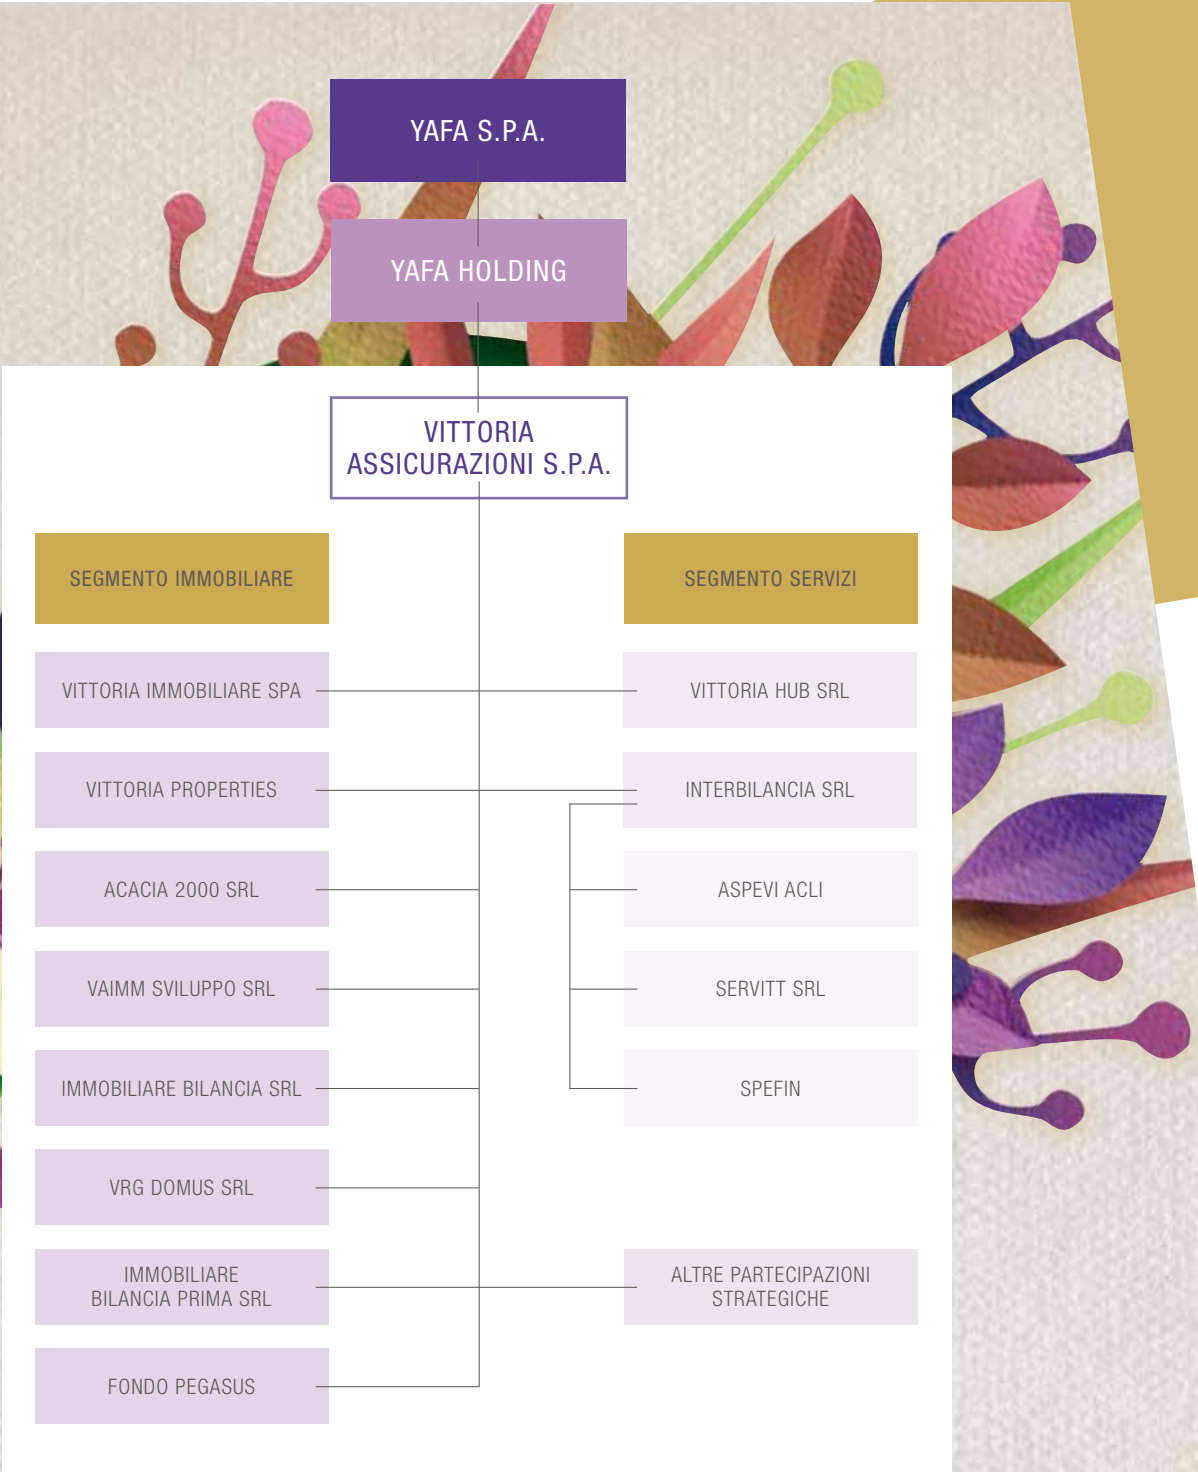 YAFA S.P.A.
YAFA HOLDING
VITTORIA
ASSICURAZIONI S.P.A.
SEGMENTO IMMOBILIARE
SEGMENTO SERVIZI
VITTORIA IMMOBILIARE SPA
VITTORIA HUB SRL
VITTORIA PROPERTIES
INTERBILANCIA SRL
ACACIA 2000 SRL
ASPEVI ACLI
VAIMM SVILUPPO SRL
SERVITT SRL
IMMOBILIARE BILANCIA SRL
SPEFIN
VRG DOMUS SRL
IMMOBILIARE
BILANCIA PRIMA SRL
ALTRE PARTECIPAZIONI
STRATEGICHE
FONDO PEGASUS